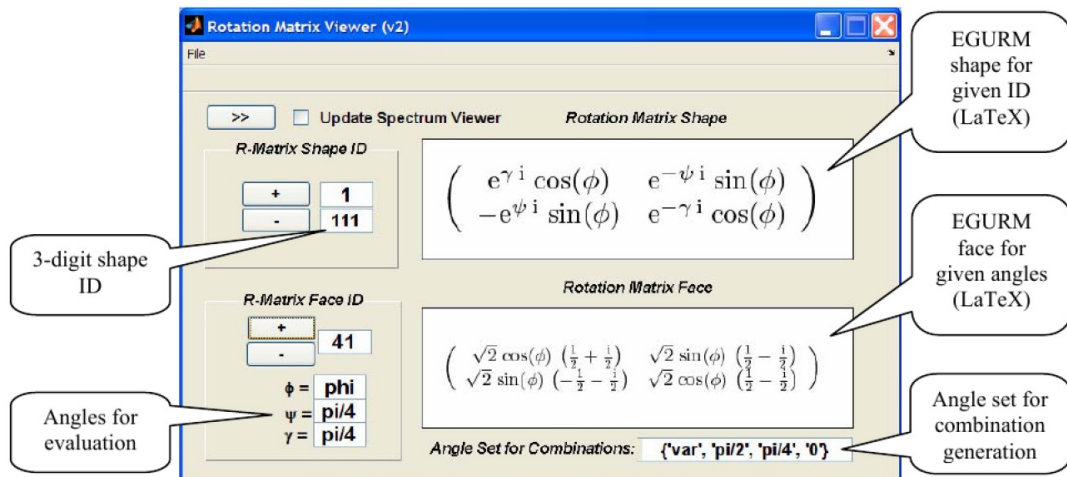 Rotation Matrix Viewer (v2)
File
>>
Update Spectrum Viewer
Rotation Matrix Shape
R-Matrix Shape ID
+
1
-
111
( e^{γ i} cos(ϕ) e^{−ψ i} sin(ϕ)
−e^{ψ i} sin(ϕ) e^{−γ i} cos(ϕ) )
Rotation Matrix Face
R-Matrix Face ID
+
-
41
( √2 cos(ϕ) (1/2 + i/2) √2 sin(ϕ) (1/2 − i/2)
√2 sin(ϕ) (−1/2 − i/2) √2 cos(ϕ) (1/2 − i/2) )
ϕ = phi
ψ = pi/4
γ = pi/4
Angle Set for Combinations: {'var', 'pi/2', 'pi/4', '0'}
3-digit shape
ID
Angles for
evaluation
EGURM
shape for
given ID
(LaTeX)
EGURM
face for
given angles
(LaTeX)
Angle set for
combination
generation